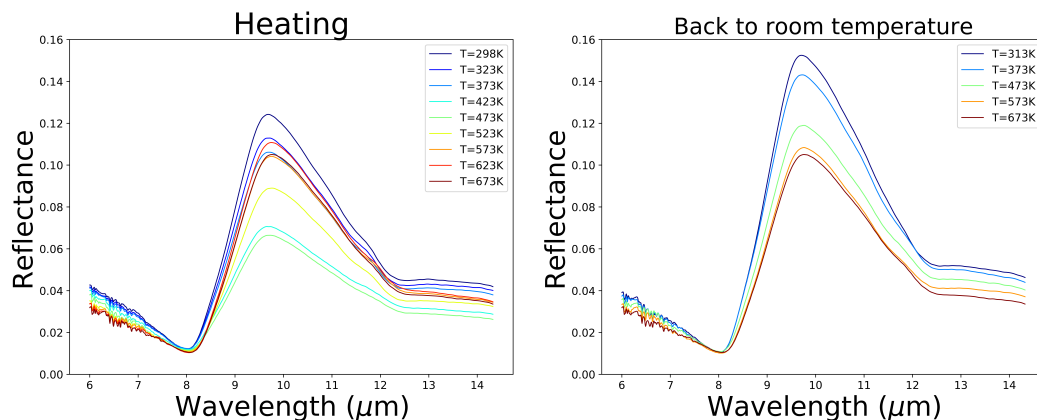 Heating
Reflectance
0.16
0.14
0.12
0.10
0.08
0.06
0.04
0.02
0.00
T=298K
T=323K
T=373K
T=423K
T=473K
T=523K
T=573K
T=623K
T=673K
6 7 8 9 10 11 12 13 14
Wavelength (μm)
Back to room temperature
Reflectance
0.16
0.14
0.12
0.10
0.08
0.06
0.04
0.02
0.00
T=313K
T=373K
T=473K
T=573K
T=673K
6 7 8 9 10 11 12 13 14
Wavelength (μm)